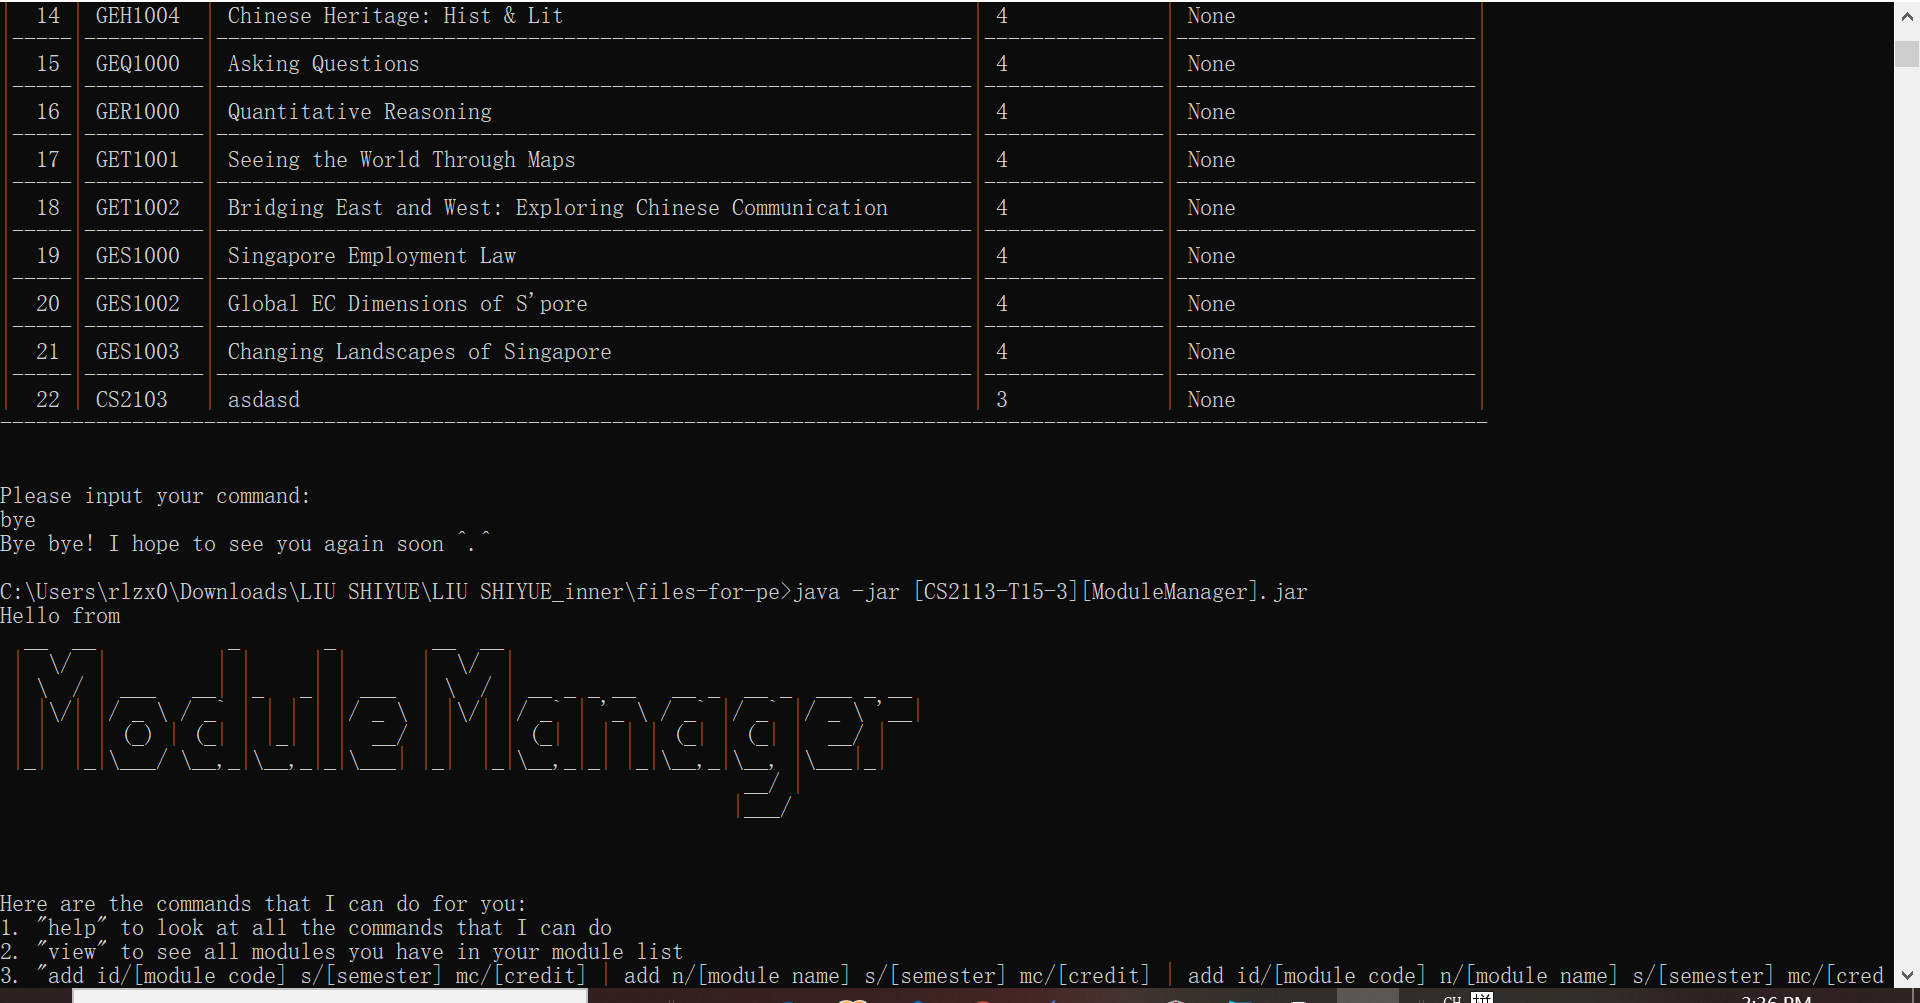 14 | GEH1004 | Chinese Heritage: Hist & Lit | 4 | None
15 | GEQ1000 | Asking Questions | 4 | None
16 | GER1000 | Quantitative Reasoning | 4 | None
17 | GET1001 | Seeing the World Through Maps | 4 | None
18 | GET1002 | Bridging East and West: Exploring Chinese Communication | 4 | None
19 | GES1000 | Singapore Employment Law | 4 | None
20 | GES1002 | Global EC Dimensions of S'pore | 4 | None
21 | GES1003 | Changing Landscapes of Singapore | 4 | None
22 | CS2103 | asdasd | 3 | None
Please input your command:
bye
Bye bye! I hope to see you again soon ^.^
C:\Users\rlzx0\Downloads\LIU SHIYUE\LIU SHIYUE_inner\files-for-pe>java -jar [CS2113-T15-3][ModuleManager].jar
Hello from
ModuleManager
Here are the commands that I can do for you:
1. "help" to look at all the commands that I can do
2. "view" to see all modules you have in your module list
3. "add id/[module code] s/[semester] mc/[credit] | add n/[module name] s/[semester] mc/[credit] | add id/[module code] n/[module name] s/[semester] mc/[cred
CH
2:36 PM